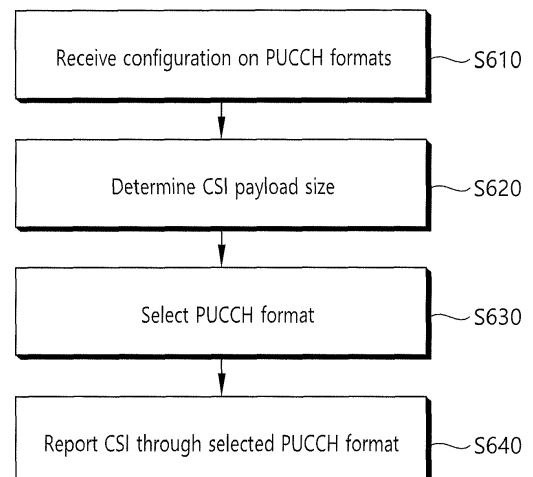 Receive configuration on PUCCH formats
S610
Determine CSI payload size
S620
Select PUCCH format
S630
Report CSI through selected PUCCH format
S640